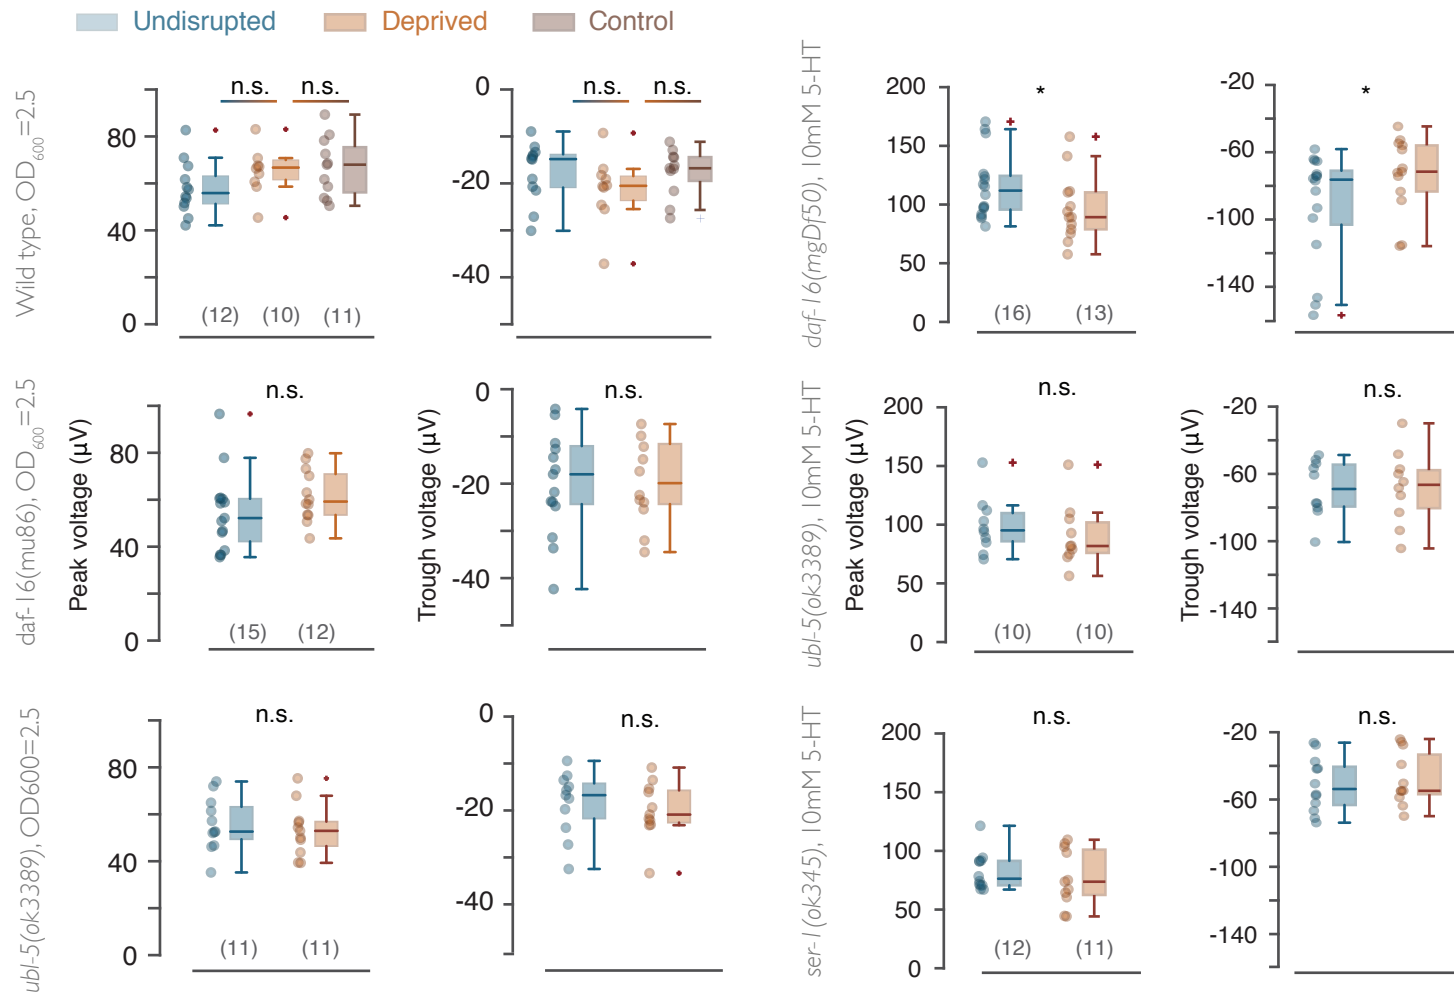 Undisrupted Deprived Control
Wild type, OD600=2.5
80
40
0
n.s. n.s.
(12) (10) (11)
0
-20
-40
n.s. n.s.
daf-16(mgDf50), 10mM 5-HT
200
150
100
50
0
*
(16) (13)
-20
-60
-100
-140
*
daf-16(mu86), OD600=2.5
Peak voltage (µV)
80
40
0
n.s.
(15) (12)
Trough voltage (µV)
0
-20
-40
n.s.
ubl-5(ok3389), 10mM 5-HT
Peak voltage (µV)
200
150
100
50
0
n.s.
(10) (10)
Trough voltage (µV)
-20
-60
-100
-140
n.s.
ubl-5(ok3389), OD600=2.5
80
40
0
n.s.
(11) (11)
0
-20
-40
n.s.
ser-1(ok345), 10mM 5-HT
200
150
100
50
0
n.s.
(12) (11)
-20
-60
-100
-140
n.s.